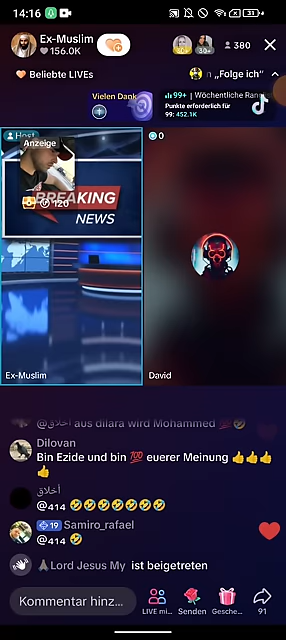 14:16
31
Ex-Muslim
156.0K
30+
380
Beliebte LIVEs
n „Folge ich“
Vielen Dank
99+ | Wöchentliche Ran
Punkte erforderlich für
99: 452.1K
Host
Anzeige
120
BREAKING
NEWS
0
Ex-Muslim
David
@أخلاق aus dilara wird Mohammed 💯🤣
Dilovan
Bin Ezide und bin 💯 euerer Meinung 👍👍👍
👍
أخلاق
@414 🤣🤣🤣🤣🤣🤣🤣
19 Samiro_rafael
@414 🤣
Lord Jesus My ist beigetreten
Kommentar hinz...
LIVE mi...
Senden
Gesche...
91